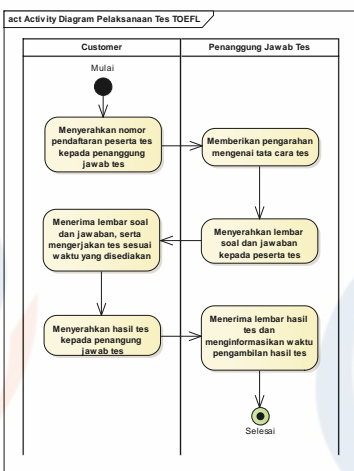 act Activity Diagram Pelaksanaan Tes TOEFL
Customer
Penanggung Jawab Tes
Mulai
Menyerahkan nomor
pendaftaran peserta tes
kepada penanggung
jawab tes
Memberikan pengarahan
mengenai tata cara tes
Menyerahkan lembar
soal dan jawaban
kepada peserta tes
Menerima lembar soal
dan jawaban, serta
mengerjakan tes sesuai
waktu yang disediakan
Menyerahkan hasil tes
kepada penangung
jawab tes
Menerima lembar hasil
tes dan
menginformasikan waktu
pengambilan hasil tes
Selesai